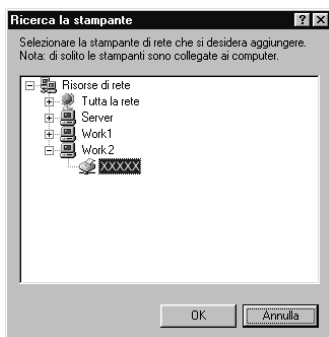 Ricerca la stampante
Selezionare la stampante di rete che si desidera aggiungere.
Nota: di solito le stampanti sono collegate ai computer.
Risorse di rete
Tutta la rete
Server
Work1
Work2
XXXXX
OK
Annulla